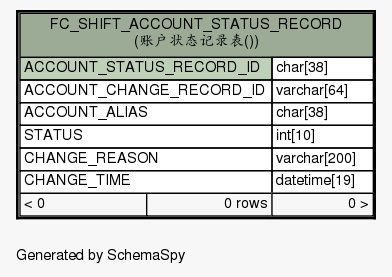 FC_SHIFT_ACCOUNT_STATUS_RECORD
(账户状态记录表())
ACCOUNT_STATUS_RECORD_ID char[38]
ACCOUNT_CHANGE_RECORD_ID varchar[64]
ACCOUNT_ALIAS char[38]
STATUS int[10]
CHANGE_REASON varchar[200]
CHANGE_TIME datetime[19]
< 0 0 rows 0 >
Generated by SchemaSpy